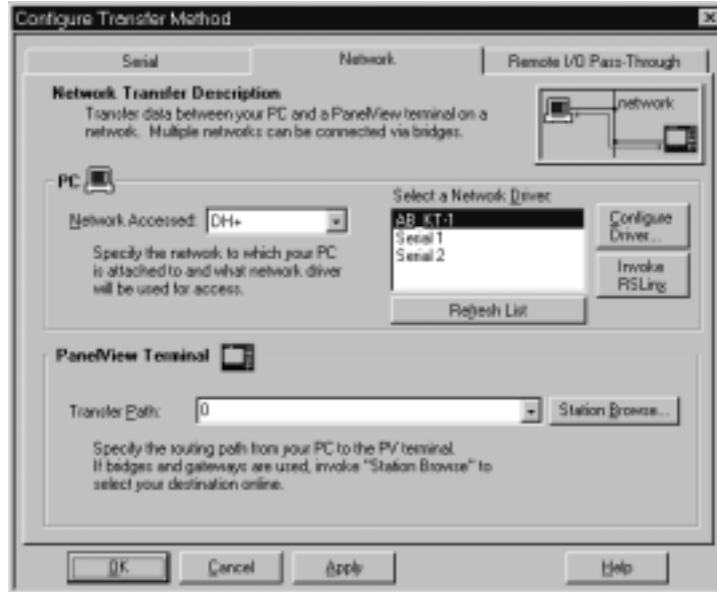 Configure Transfer Method
Serial
Network
Remote I/O Pass-Through
Network Transfer Description
Transfer data between your PC and a PanelView terminal on a
network. Multiple networks can be connected via bridges.
network
PC
Network Accessed: DH+
Specify the network to which your PC
is attached to and what network driver
will be used for access.
Select a Network Driver:
AB_KT-1
Serial 1
Serial 2
Refresh List
Configure
Driver...
Invoke
RSLinx
PanelView Terminal
Transfer Path: 0
Station Browse...
Specify the routing path from your PC to the PV terminal.
If bridges and gateways are used, invoke "Station Browse" to
select your destination online.
OK
Cancel
Apply
Help